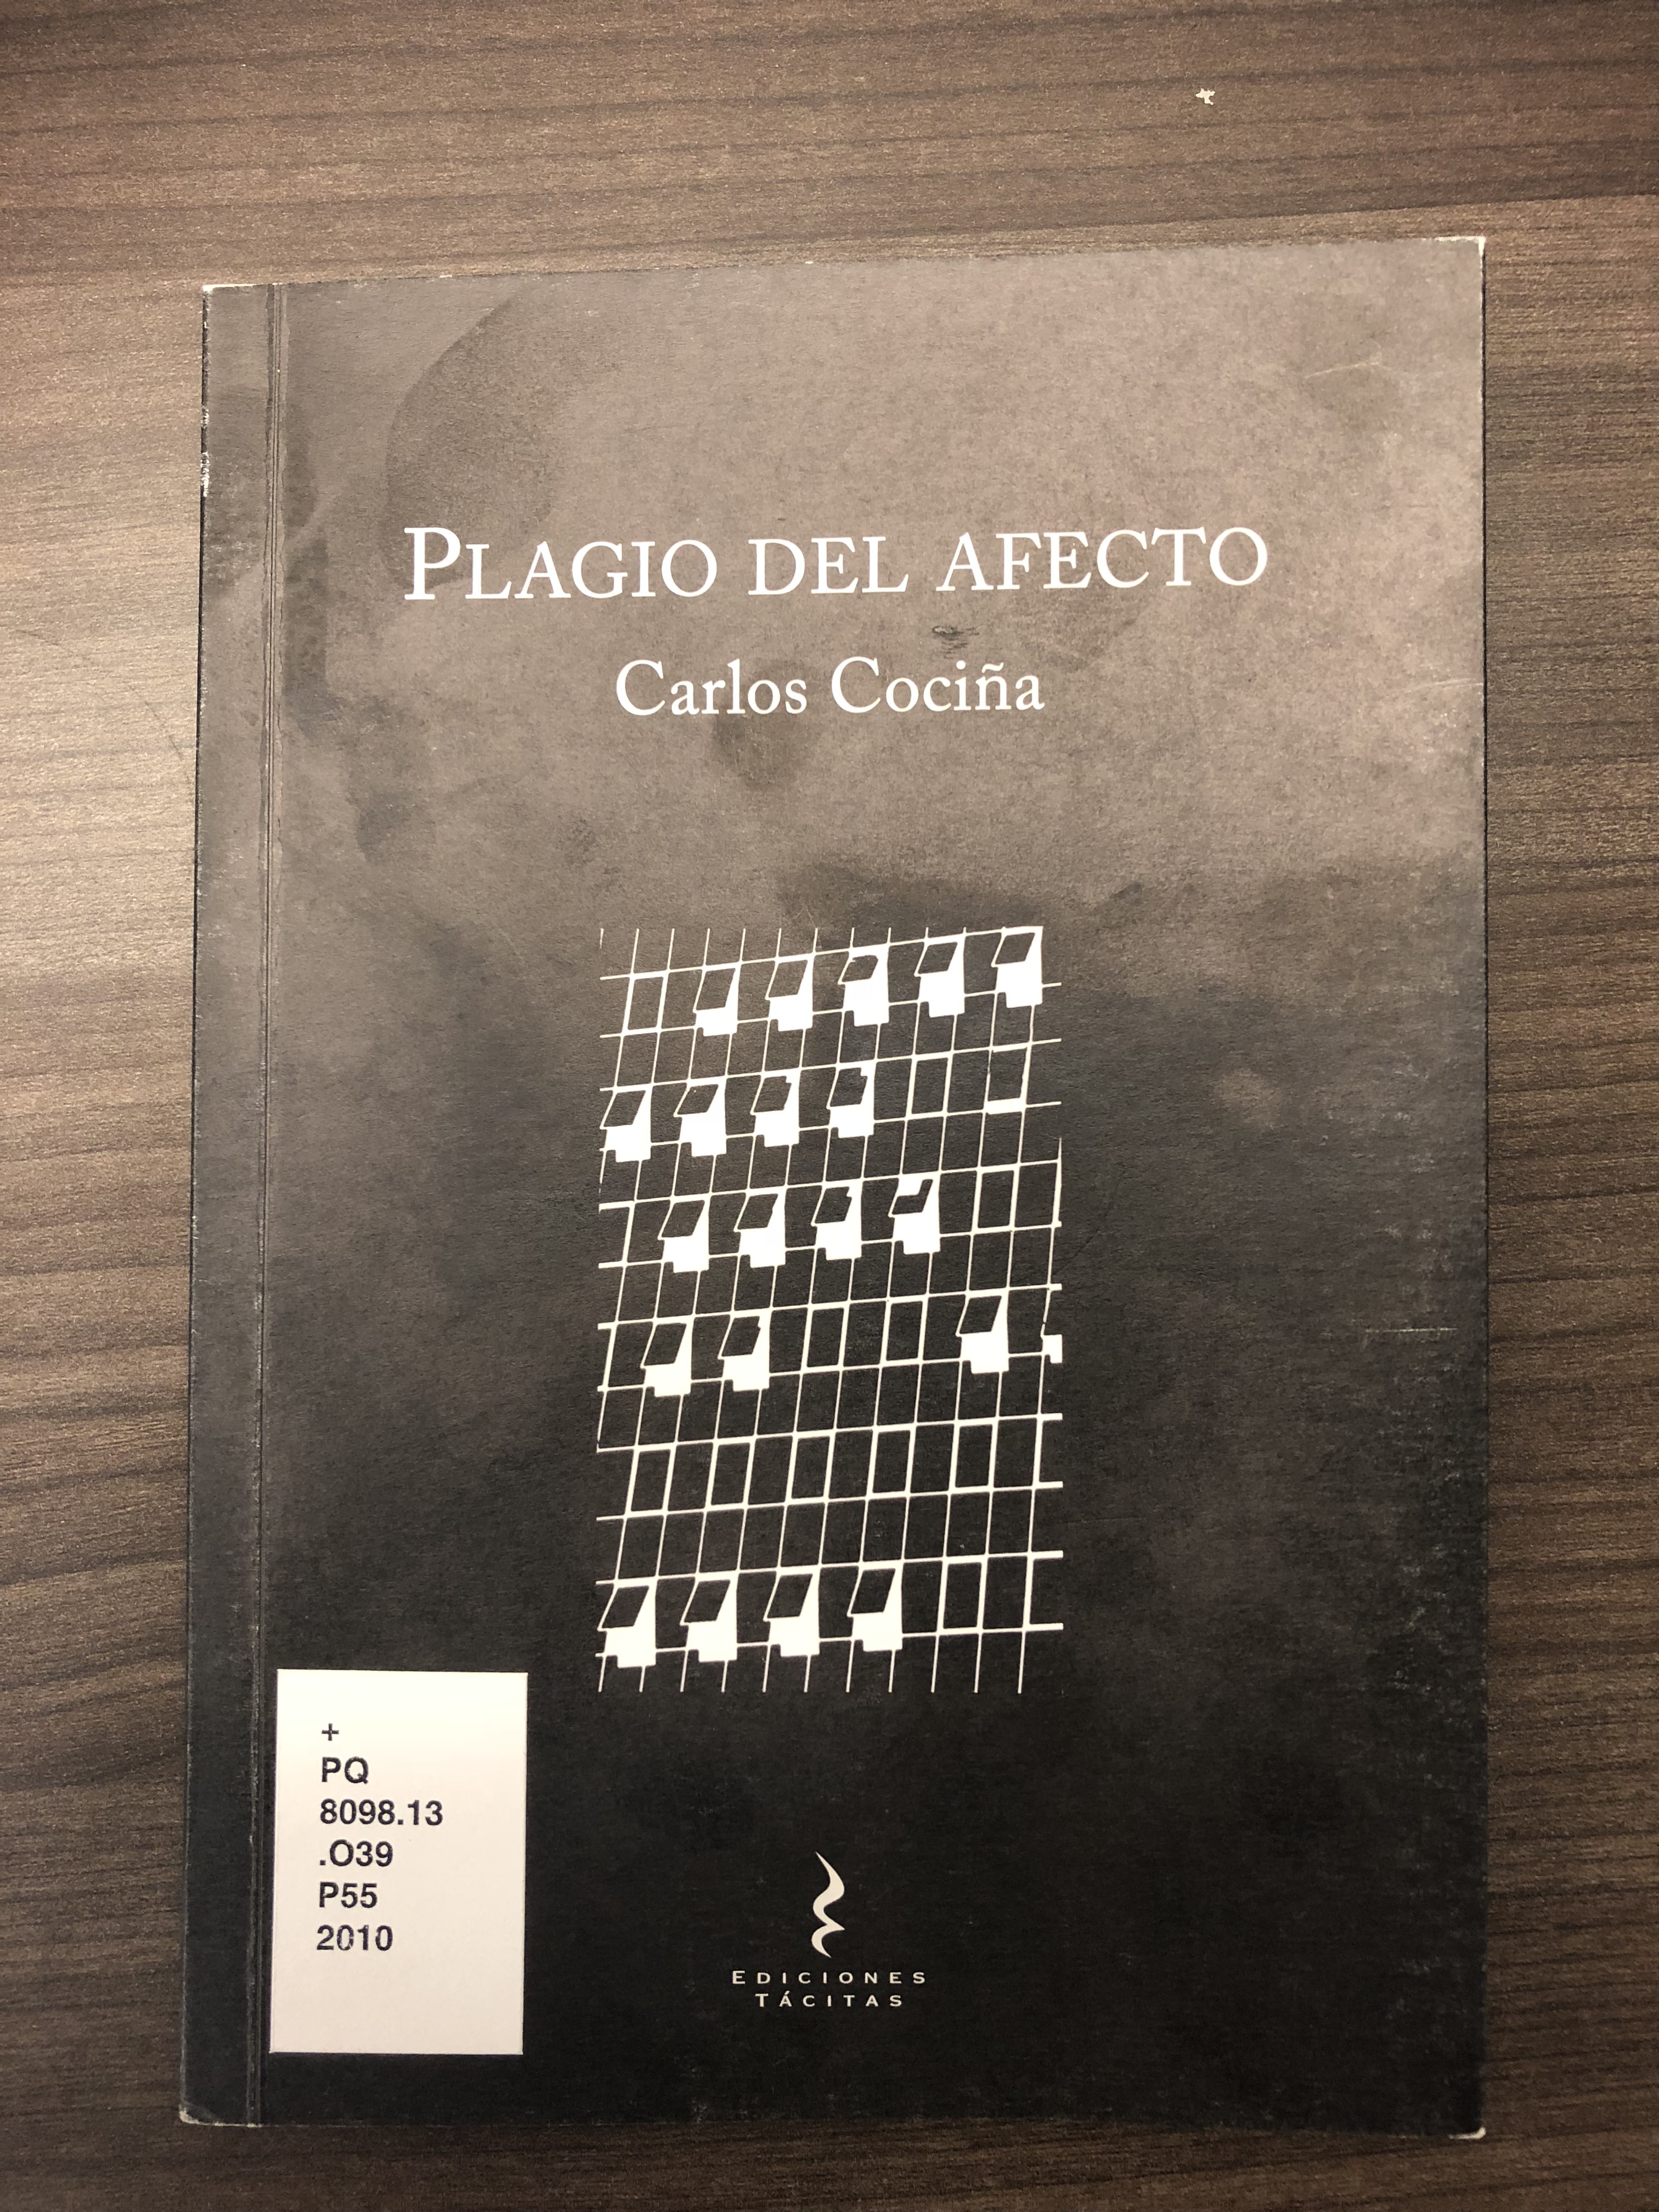 PLAGIO DEL AFECTO
Carlos Cociña
+
PQ
8098.13
.O39
P55
2010
EDICIONES
TÁCITAS